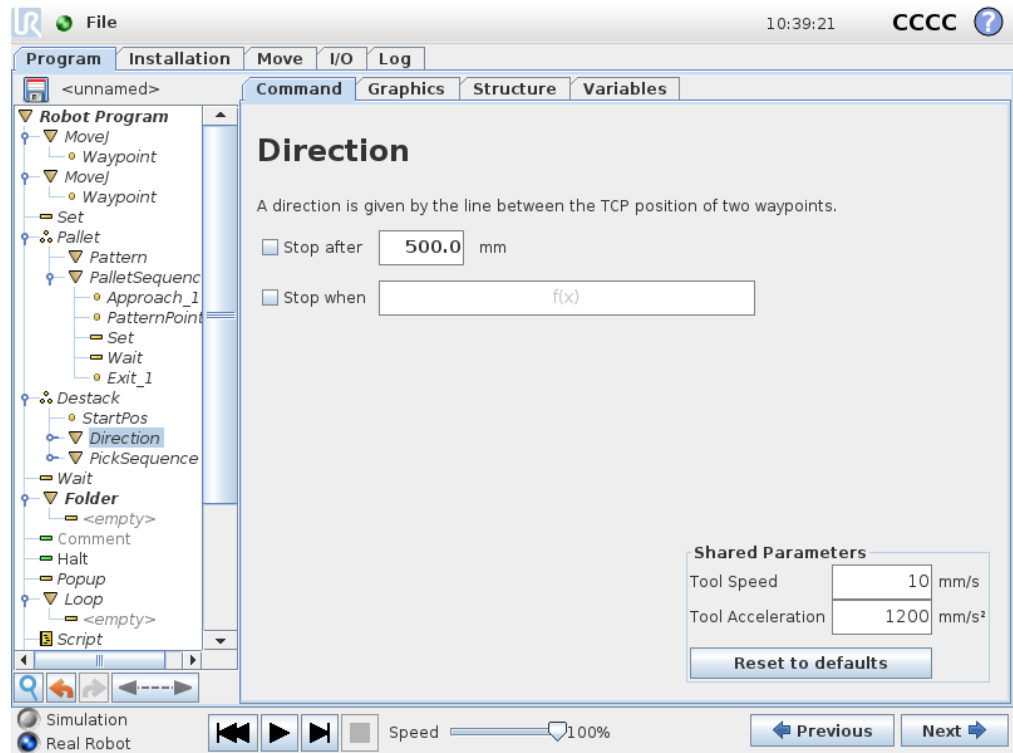 UR File 10:39:21 CCCC ?
Program Installation Move I/O Log
<unnamed>
Command Graphics Structure Variables
Robot Program
MoveJ
Waypoint
MoveJ
Waypoint
Set
Pallet
Pattern
PalletSequenc
Approach_1
PatternPoint
Set
Wait
Exit_1
Destack
StartPos
Direction
PickSequence
Wait
Folder
<empty>
Comment
Halt
Popup
Loop
<empty>
Script
Direction
A direction is given by the line between the TCP position of two waypoints.
Stop after 500.0 mm
Stop when f(x)
Shared Parameters
Tool Speed 10 mm/s
Tool Acceleration 1200 mm/s²
Reset to defaults
Simulation
Real Robot
Speed 100%
Previous Next